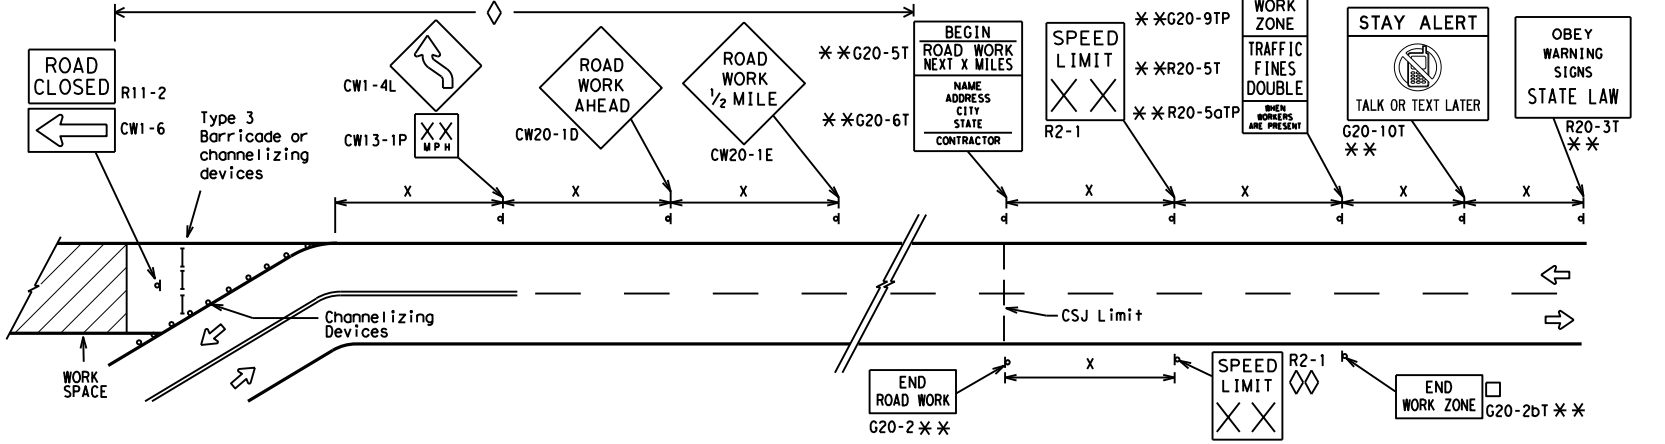 ROAD
CLOSED
R11-2
CW1-6
Type 3
Barricade or
channelizing
devices
CW1-4L
XX
MPH
CW13-1P
ROAD
WORK
AHEAD
CW20-1D
ROAD
WORK
1/2 MILE
CW20-1E
**G20-5T
BEGIN
ROAD WORK
NEXT X MILES
**G20-6T
NAME
ADDRESS
CITY
STATE
CONTRACTOR
SPEED
LIMIT
XX
R2-1
**G20-9TP
WORK
ZONE
**R20-5T
TRAFFIC
FINES
DOUBLE
**R20-5aTP
WHEN
WORKERS
ARE PRESENT
STAY ALERT
TALK OR TEXT LATER
G20-10T
**
OBEY
WARNING
SIGNS
STATE LAW
R20-3T
**
X
X
X
X
X
X
X
Channelizing
Devices
WORK
SPACE
CSJ Limit
X
END
ROAD WORK
G20-2 **
SPEED
LIMIT
XX
R2-1
END
WORK ZONE
G20-2bT **